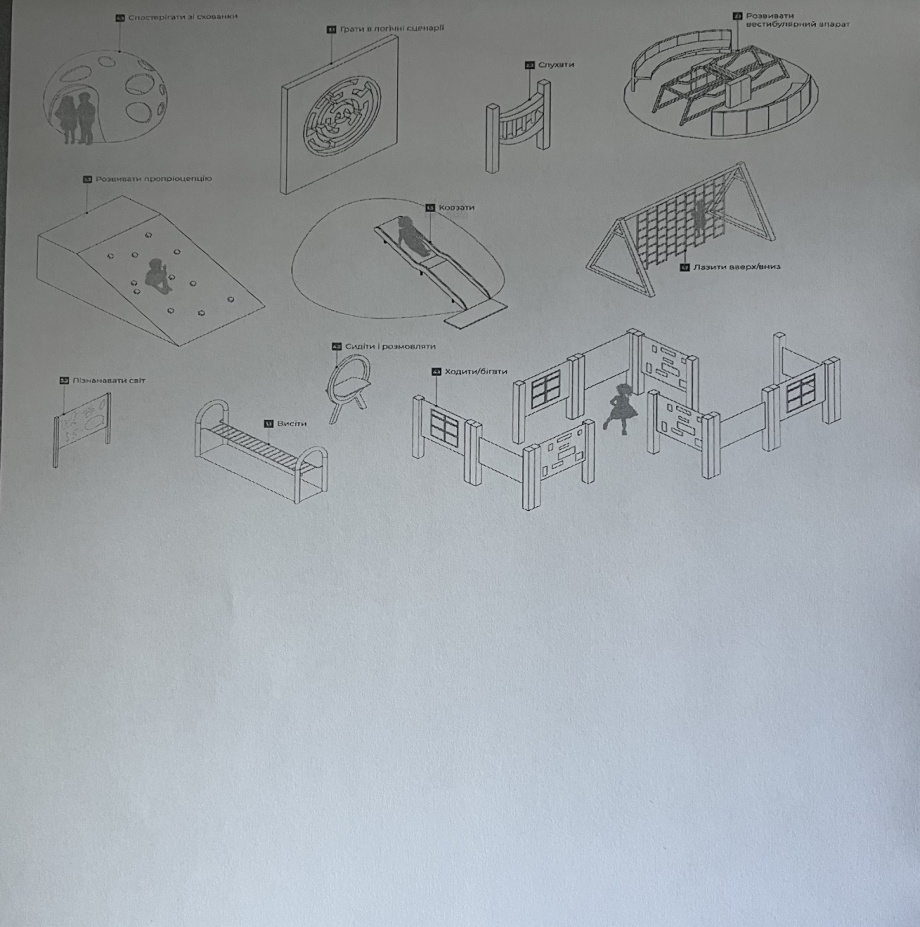 Спостерігати зі схованки
Грати в логічні сценарії
Слухати
Розвивати
вестибулярний апарат
Розвивати пропріоцепцію
Ковзати
Лазити вверх/вниз
Пізнанавати світ
Висіти
Сидіти і розмовляти
Ходити/бігати